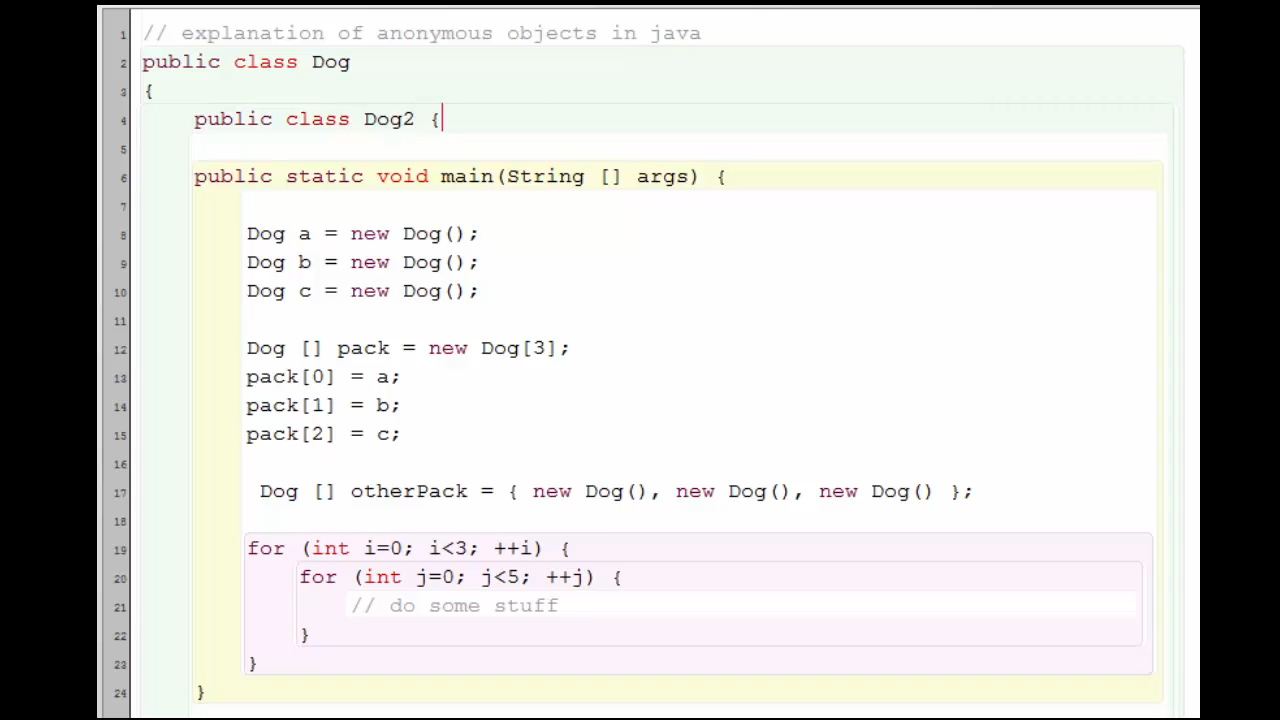 1 // explanation of anonymous objects in java
2 public class Dog
3 {
4 public class Dog2 {
5
6 public static void main(String [] args) {
7
8 Dog a = new Dog();
9 Dog b = new Dog();
10 Dog c = new Dog();
11
12 Dog [] pack = new Dog[3];
13 pack[0] = a;
14 pack[1] = b;
15 pack[2] = c;
16
17 Dog [] otherPack = { new Dog(), new Dog(), new Dog() };
18
19 for (int i=0; i<3; ++i) {
20 for (int j=0; j<5; ++j) {
21 // do some stuff
22 }
23 }
24 }